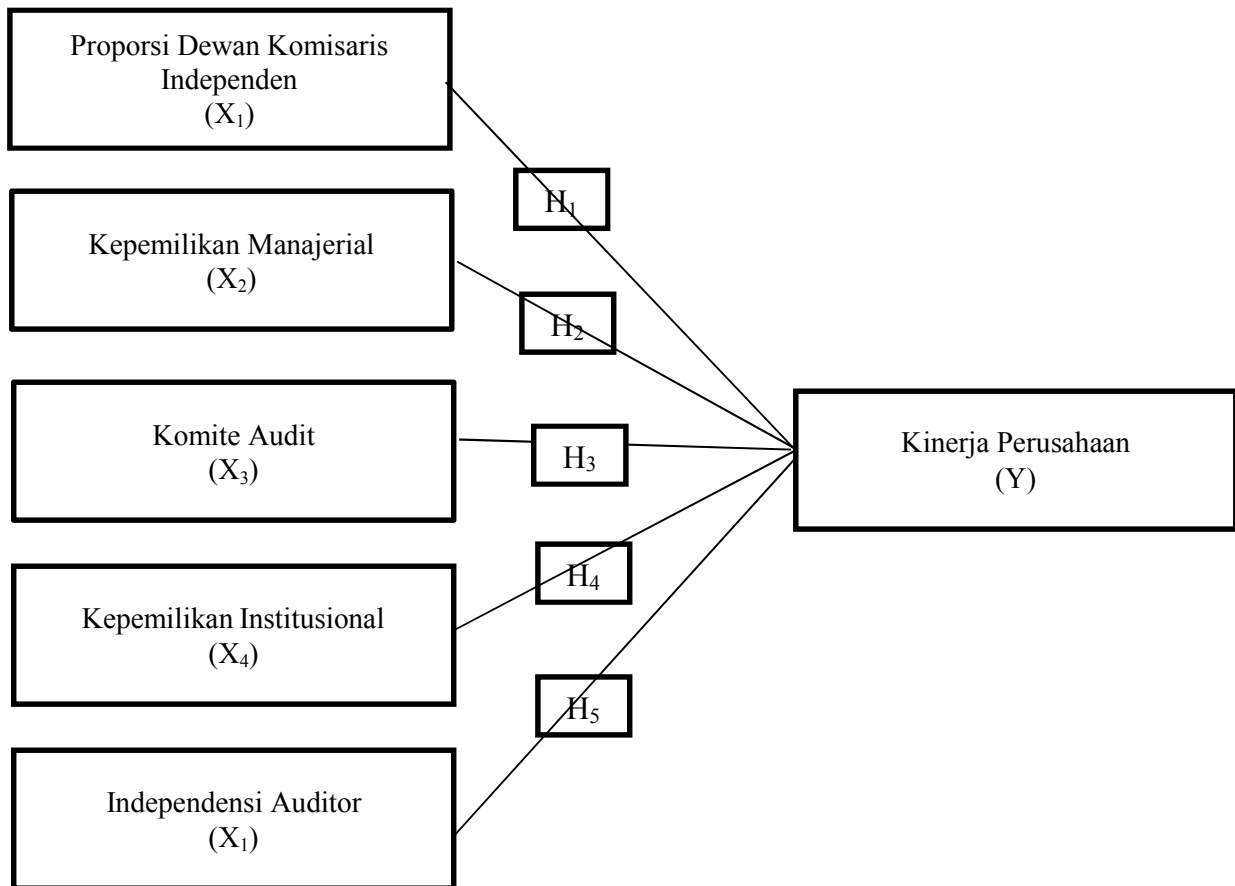 Proporsi Dewan Komisaris
Independen
(X₁)
H₁
Kepemilikan Manajerial
(X₂)
H₂
Komite Audit
(X₃)
H₃
Kinerja Perusahaan
(Y)
Kepemilikan Institusional
(X₄)
H₄
Independensi Auditor
(X₁)
H₅